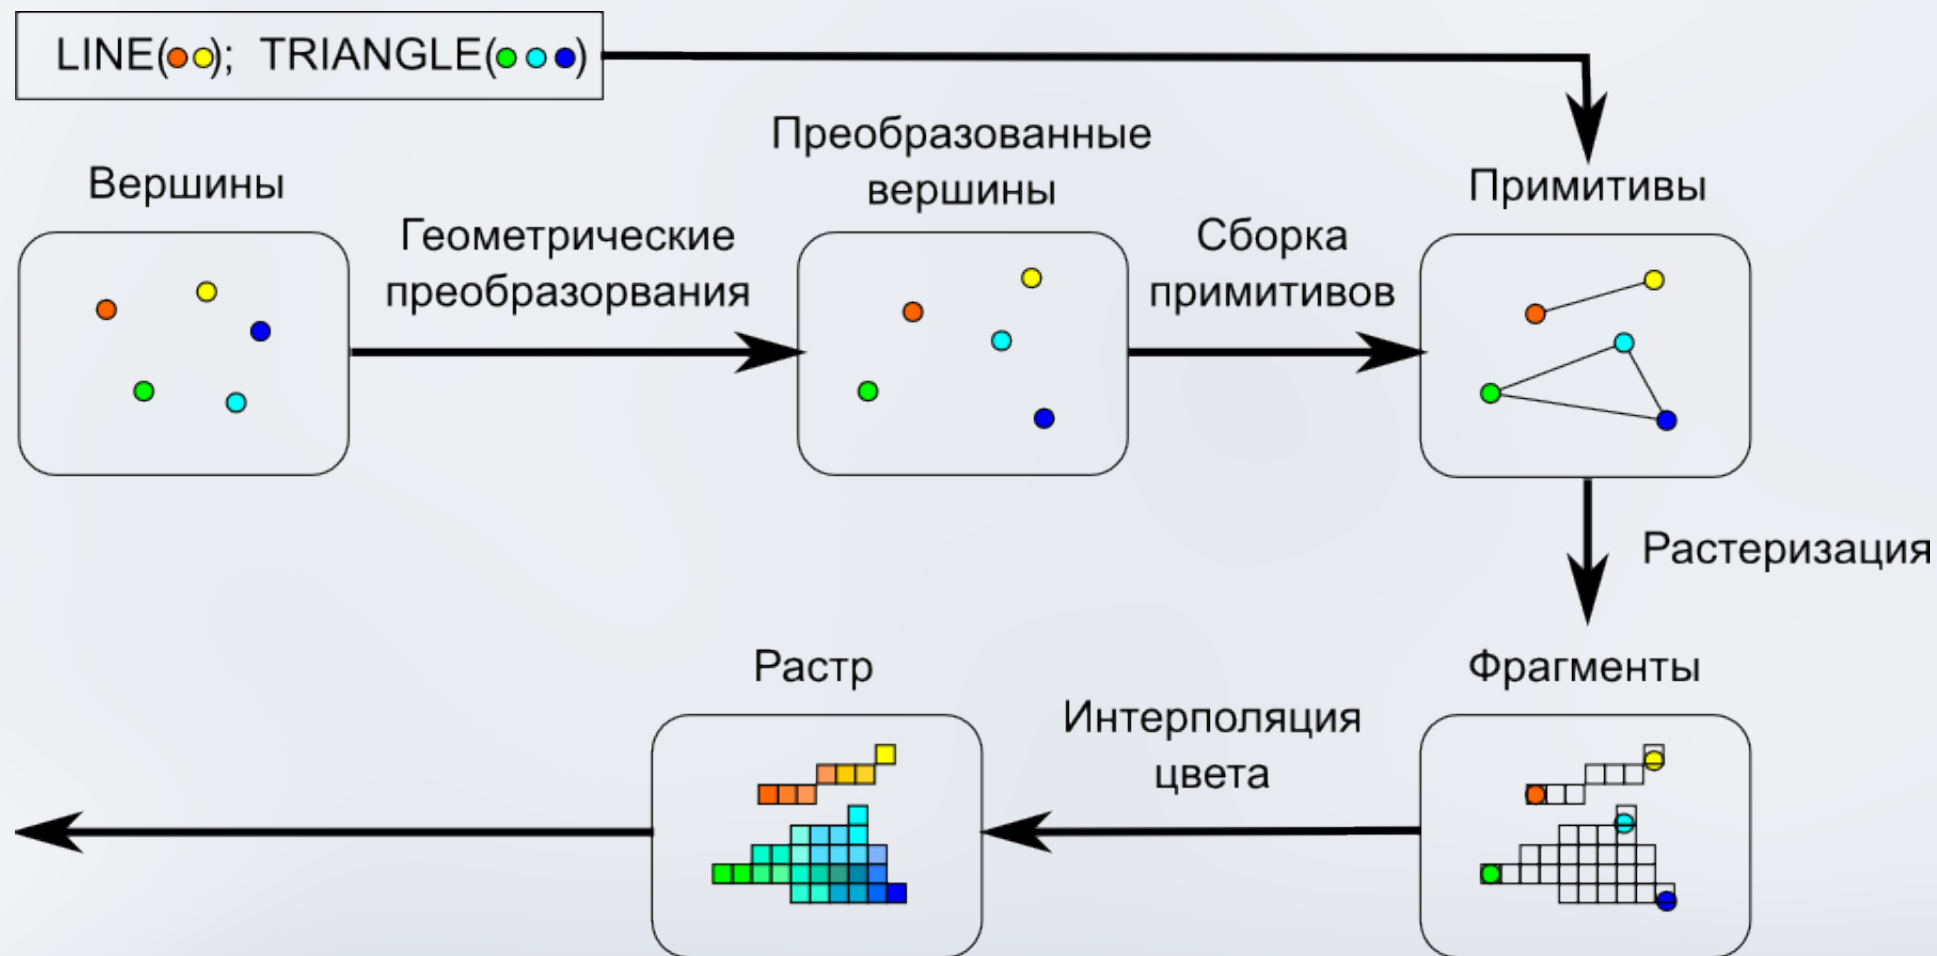 LINE( ); TRIANGLE( )
Преобразованные
вершины
Вершины
Примитивы
Геометрические
преобразорвания
Сборка
примитивов
Растеризация
Растр
Фрагменты
Интерполяция
цвета